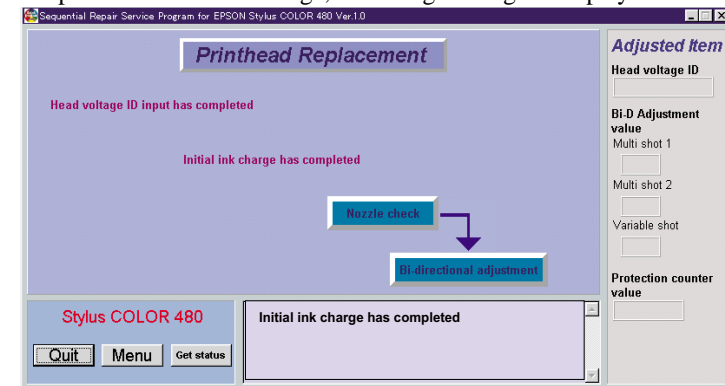 Sequential Repair Service Program for EPSON Stylus COLOR 480 Ver.1.0
Printhead Replacement
Head voltage ID input has completed
Initial ink charge has completed
Nozzle check
Bi-directional adjustment
Adjusted Item
Head voltage ID
Bi-D Adjustment
value
Multi shot 1
Multi shot 2
Variable shot
Protection counter
value
Stylus COLOR 480
Quit
Menu
Get status
Initial ink charge has completed